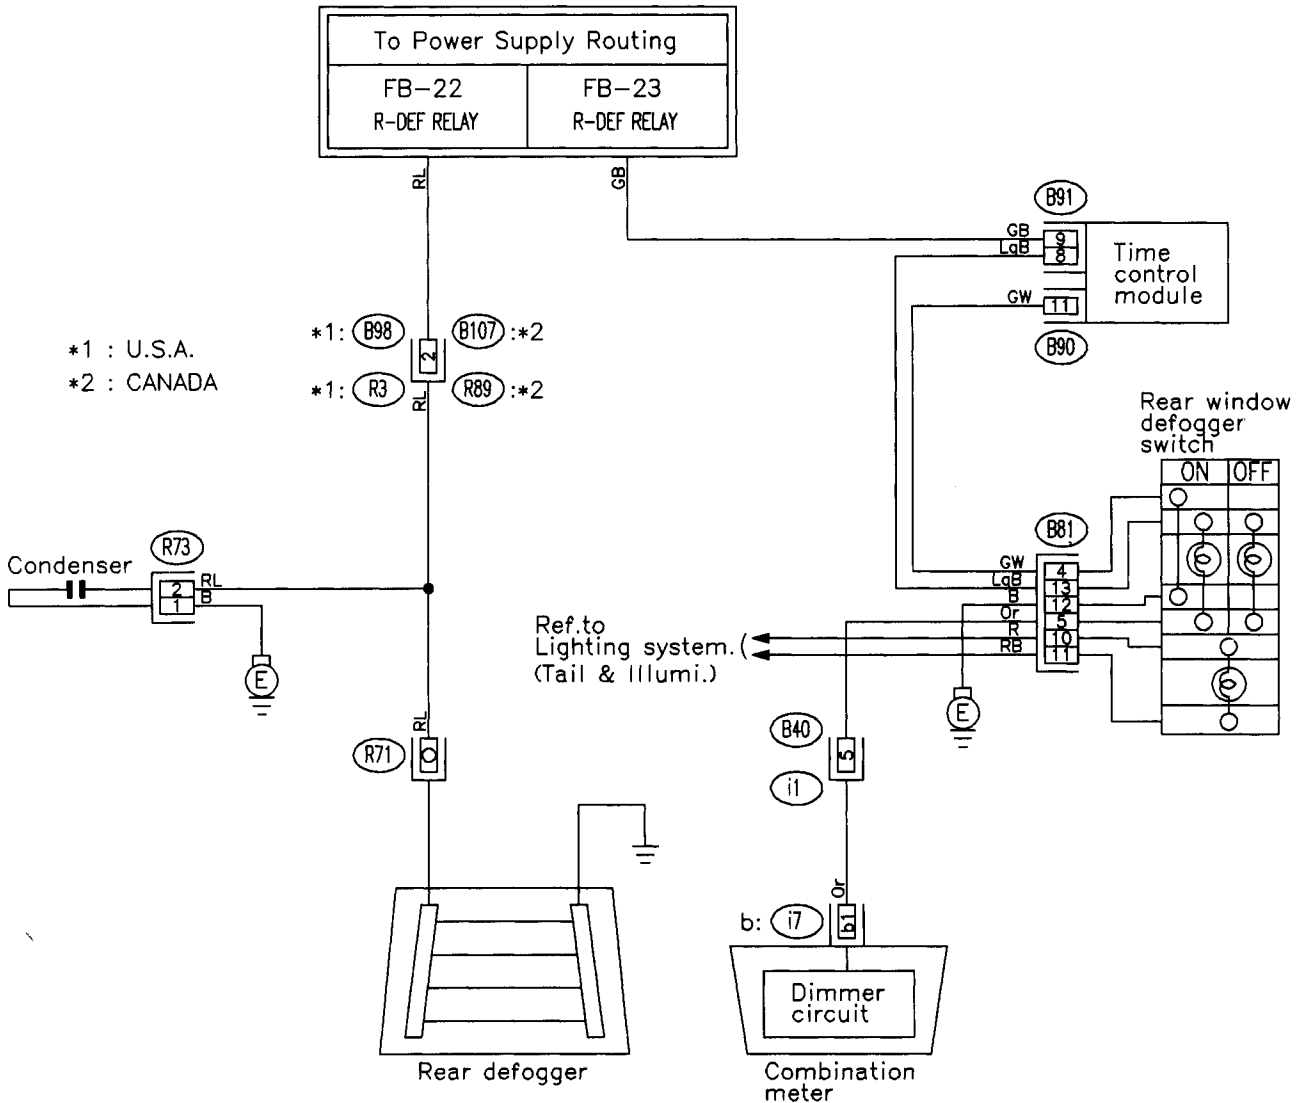 To Power Supply Routing
FB-22
R-DEF RELAY
FB-23
R-DEF RELAY
RL
GB
B91
GB
9
LgB
8
Time
control
module
GW
11
B90
*1 : U.S.A.
*2 : CANADA
*1: B98
B107 :*2
2
*1: R3
R89 :*2
RL
Rear window
defogger
switch
ON
OFF
R73
Condenser
2
RL
1
B
E
B81
GW
4
LgB
13
B
12
Or
5
R
10
RB
11
Ref.to
Lighting system.(
(Tail & Illumi.)
E
RL
R71
B40
5
i1
Or
b: i7
b1
Dimmer
circuit
Rear defogger
Combination
meter